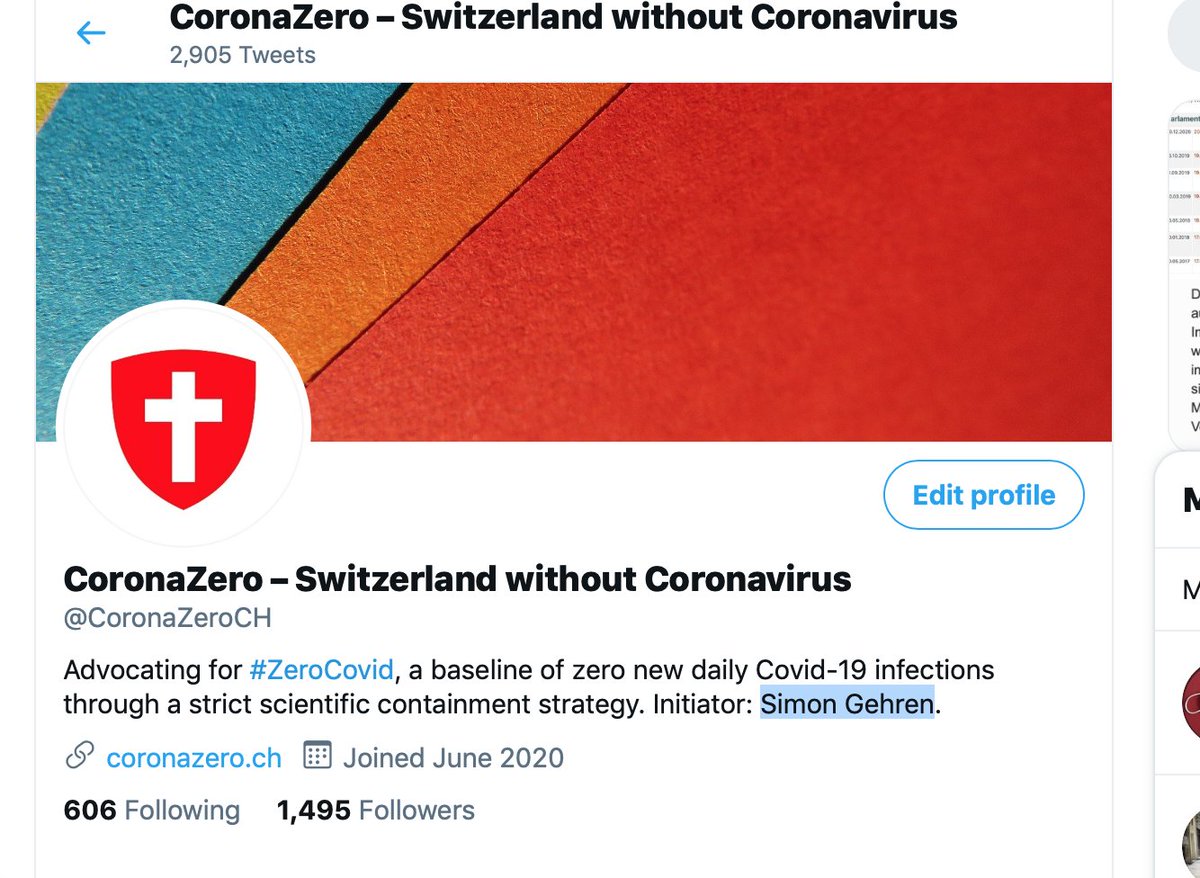 CoronaZero – Switzerland without Coronavirus
2,905 Tweets
Edit profile
CoronaZero – Switzerland without Coronavirus
@CoronaZeroCH
Advocating for #ZeroCovid, a baseline of zero new daily Covid-19 infections
through a strict scientific containment strategy. Initiator: Simon Gehren.
coronazero.ch Joined June 2020
606 Following 1,495 Followers